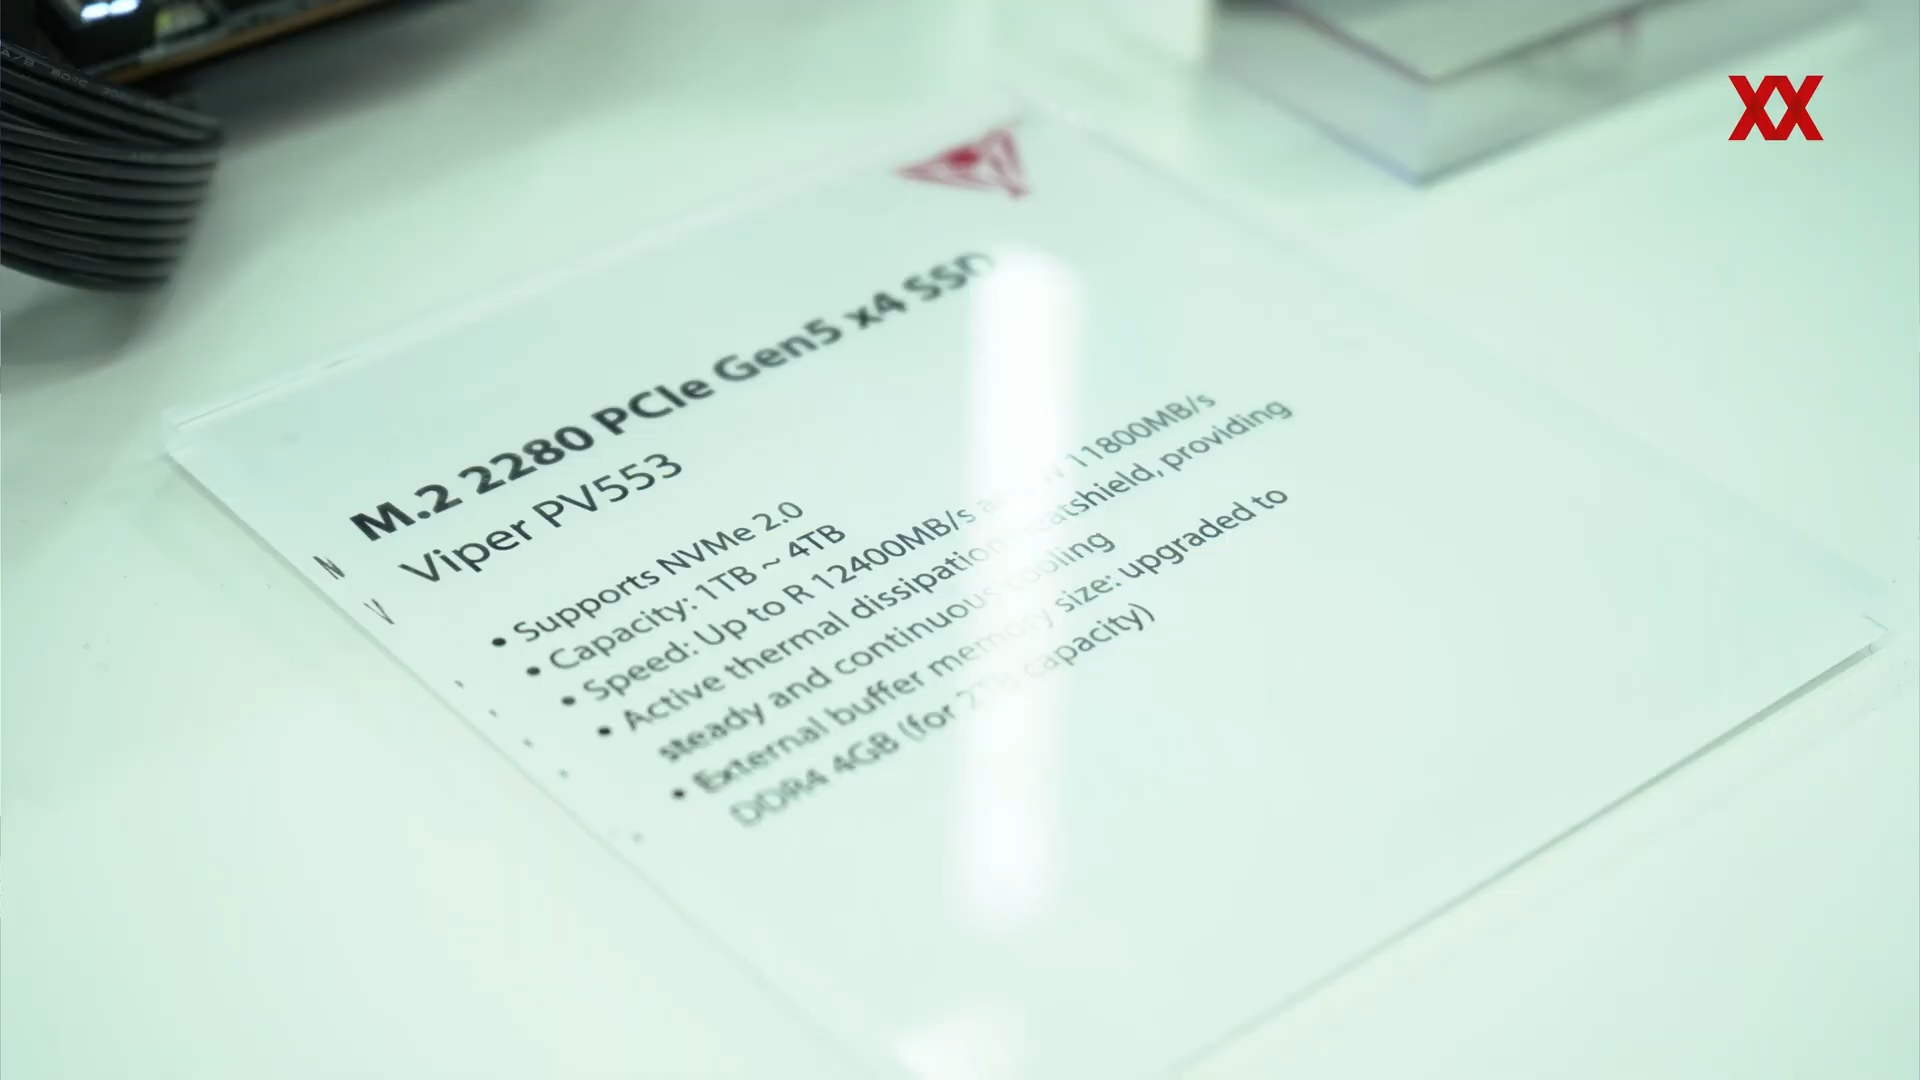 M.2 2280 PCIe Gen5 x4 SSD
Viper PV553
• Supports NVMe 2.0
• Capacity: 1TB ~ 4TB
• Speed: Up to R 12400MB/s 11800MB/s
• Active thermal dissipation heatshield, providing
steady and continuous cooling
• External buffer memory size: upgraded to
DDR4 4GB (for 2TB capacity)
XX